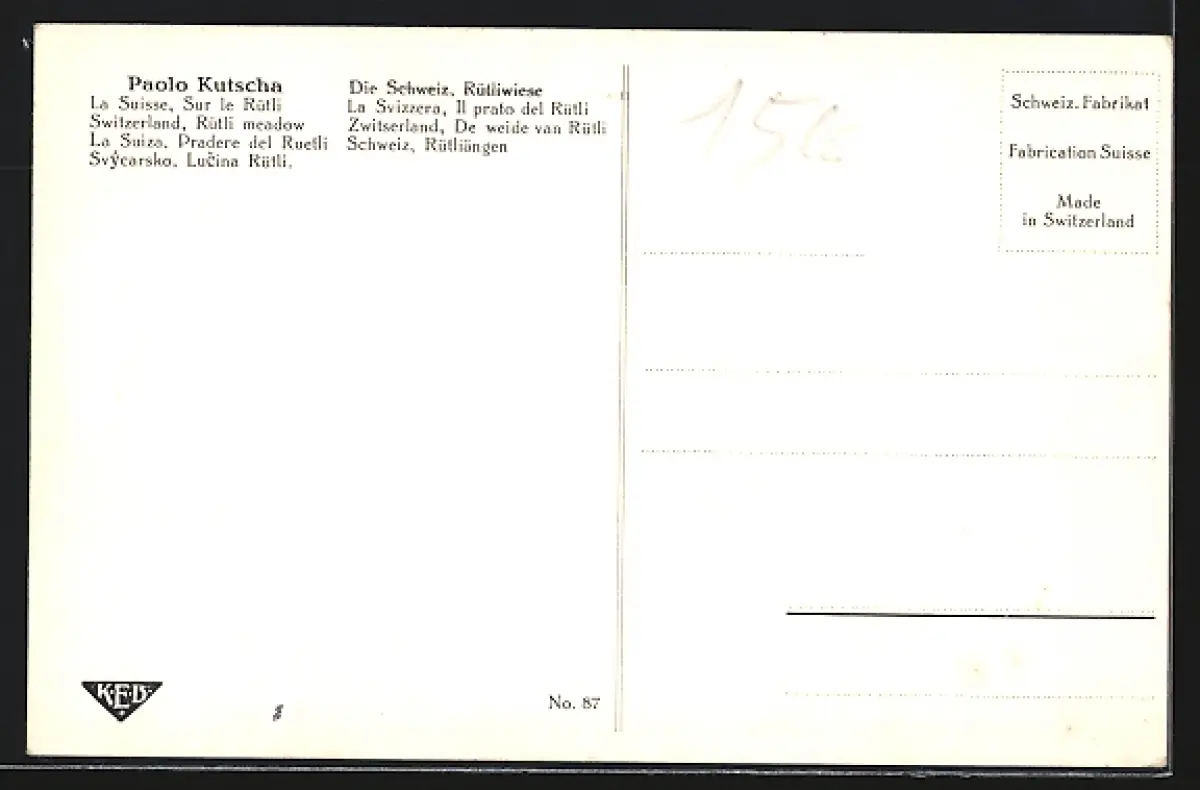 Paolo Kutscha
La Suisse, Sur le Rütli
Switzerland, Rütli meadow
La Suiza, Pradere del Ruetli
Svýcarsko, Lučina Rütli.
Die Schweiz, Rütliwiese
La Svizzera, Il prato del Rütli
Zwitserland, De weide van Rütli
Schweiz, Rütliängen
156
Schweiz. Fabrikat
Fabrication Suisse
Made
in Switzerland
No. 87